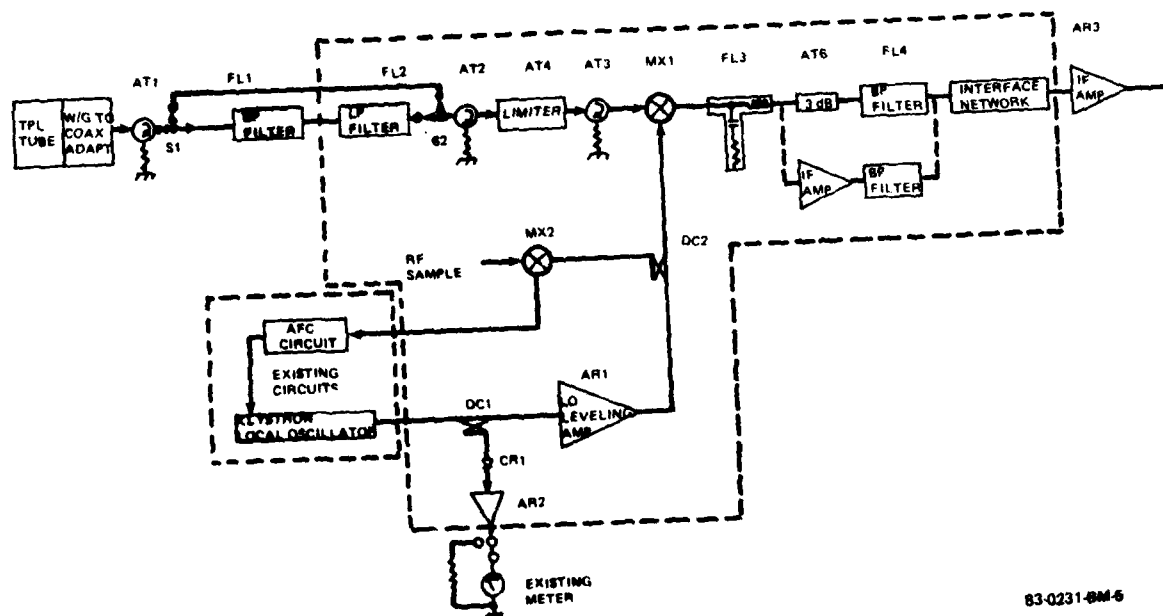 AR3
AT1
FL1
FL2
AT2
AT4
AT3
MX1
FL3
AT6
FL4
TPL
TUBE
W/G TO
COAX
ADAPT
S1
BP
FILTER
LP
FILTER
S2
LIMITER
3 dB
BP
FILTER
INTERFACE
NETWORK
IF
AMP
IF
AMP
BP
FILTER
MX2
RF
SAMPLE
DC2
AFC
CIRCUIT
EXISTING
CIRCUITS
KLYSTRON
LOCAL OSCILLATOR
DC1
AR1
LO
LEVELING
AMP
CR1
AR2
EXISTING
METER
83-0231-BM-5